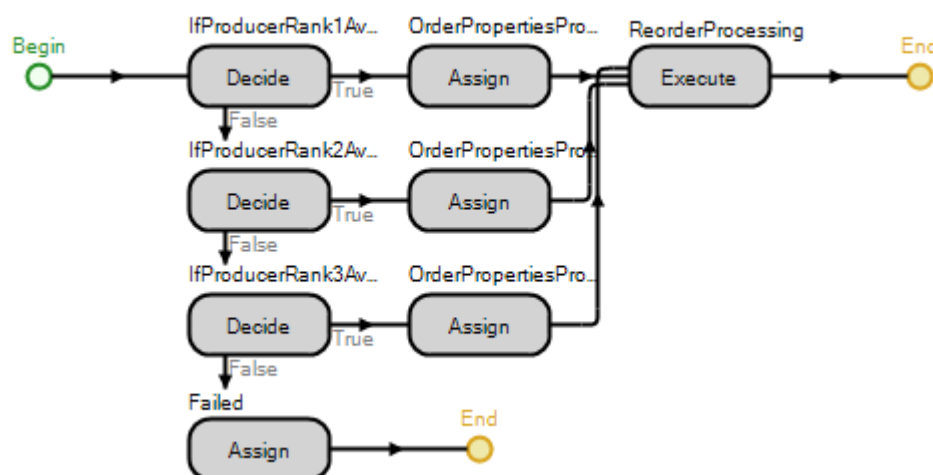 IfProducerRank1Av...
OrderPropertiesPro...
ReorderProcessing
Begin
End
Decide
True
Assign
Execute
False
IfProducerRank2Av...
OrderPropertiesPro...
Decide
True
Assign
False
IfProducerRank3Av...
OrderPropertiesPro...
Decide
True
Assign
False
Failed
End
Assign